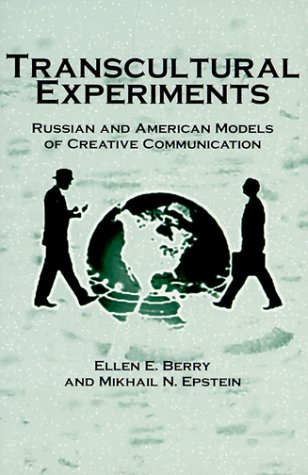 TRANSCULTURAL
EXPERIMENTS
RUSSIAN AND AMERICAN MODELS
OF CREATIVE COMMUNICATION
ELLEN E. BERRY
AND MIKHAIL N. EPSTEIN